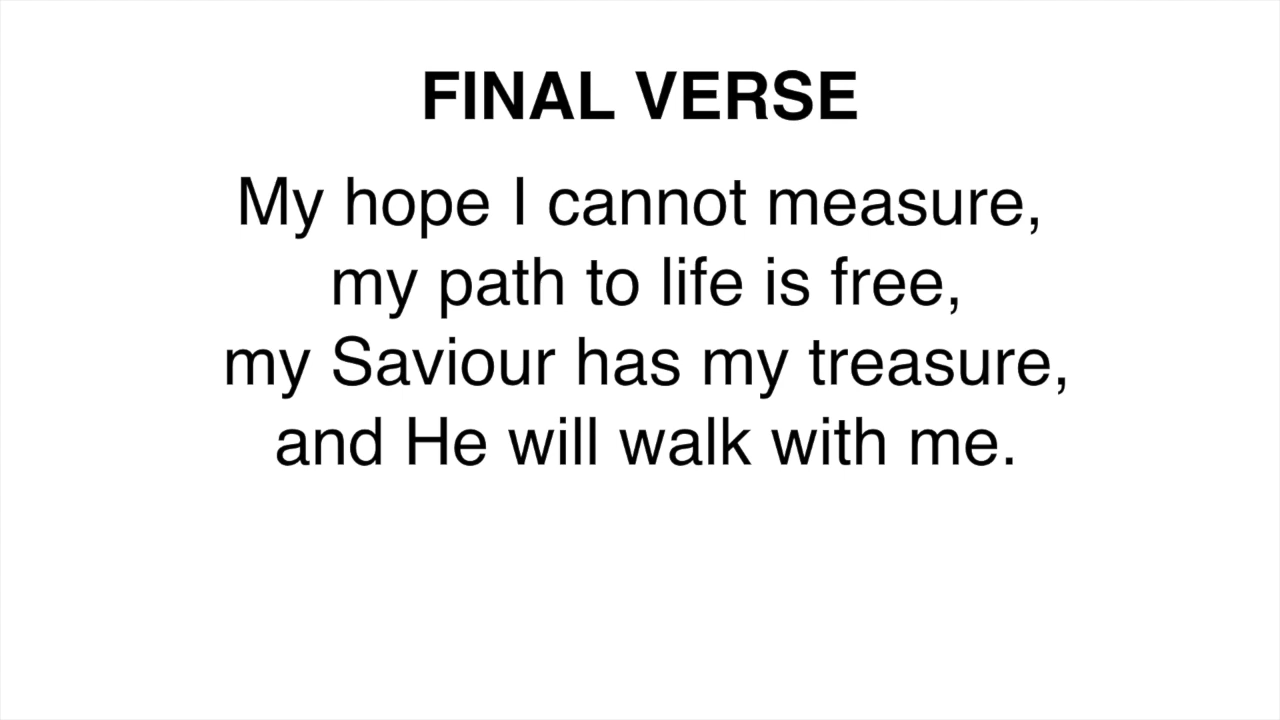 FINAL VERSE
My hope I cannot measure,
my path to life is free,
my Saviour has my treasure,
and He will walk with me.